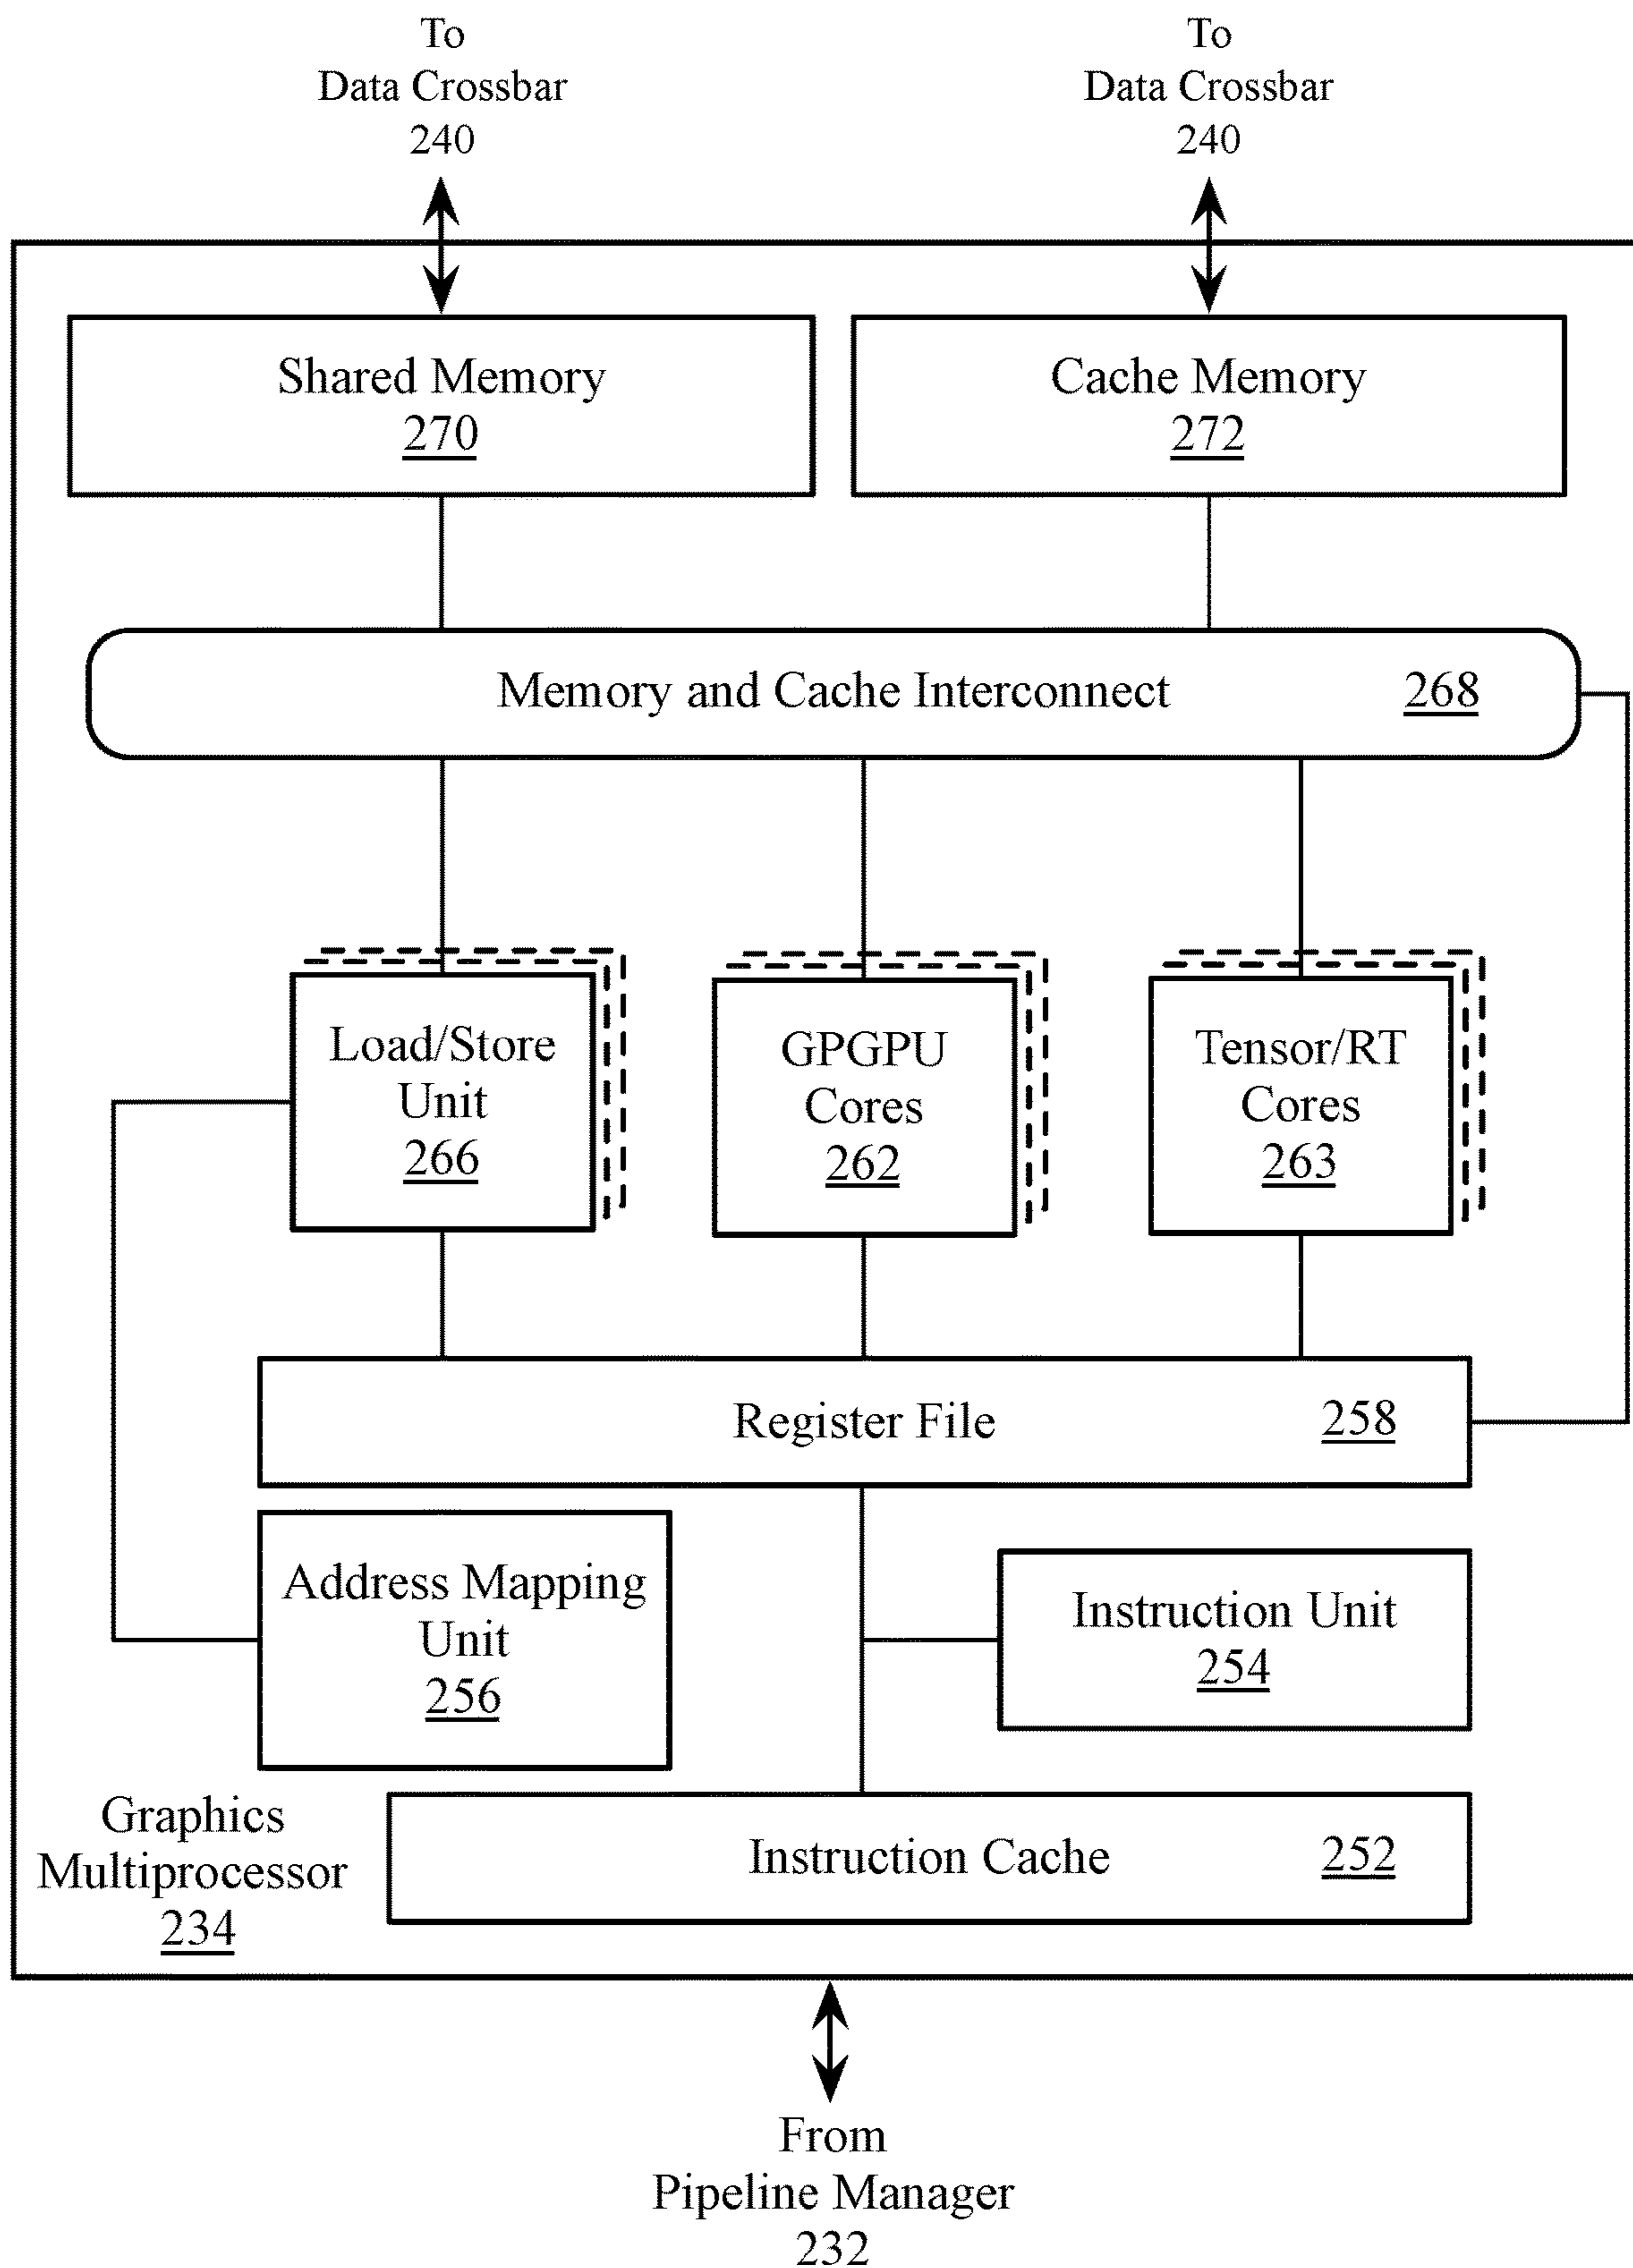 To
Data Crossbar
240
To
Data Crossbar
240
Shared Memory
270
Cache Memory
272
Memory and Cache Interconnect 268
Load/Store
Unit
266
GPGPU
Cores
262
Tensor/RT
Cores
263
Register File 258
Address Mapping
Unit
256
Instruction Unit
254
Graphics
Multiprocessor
234
Instruction Cache 252
From
Pipeline Manager
232